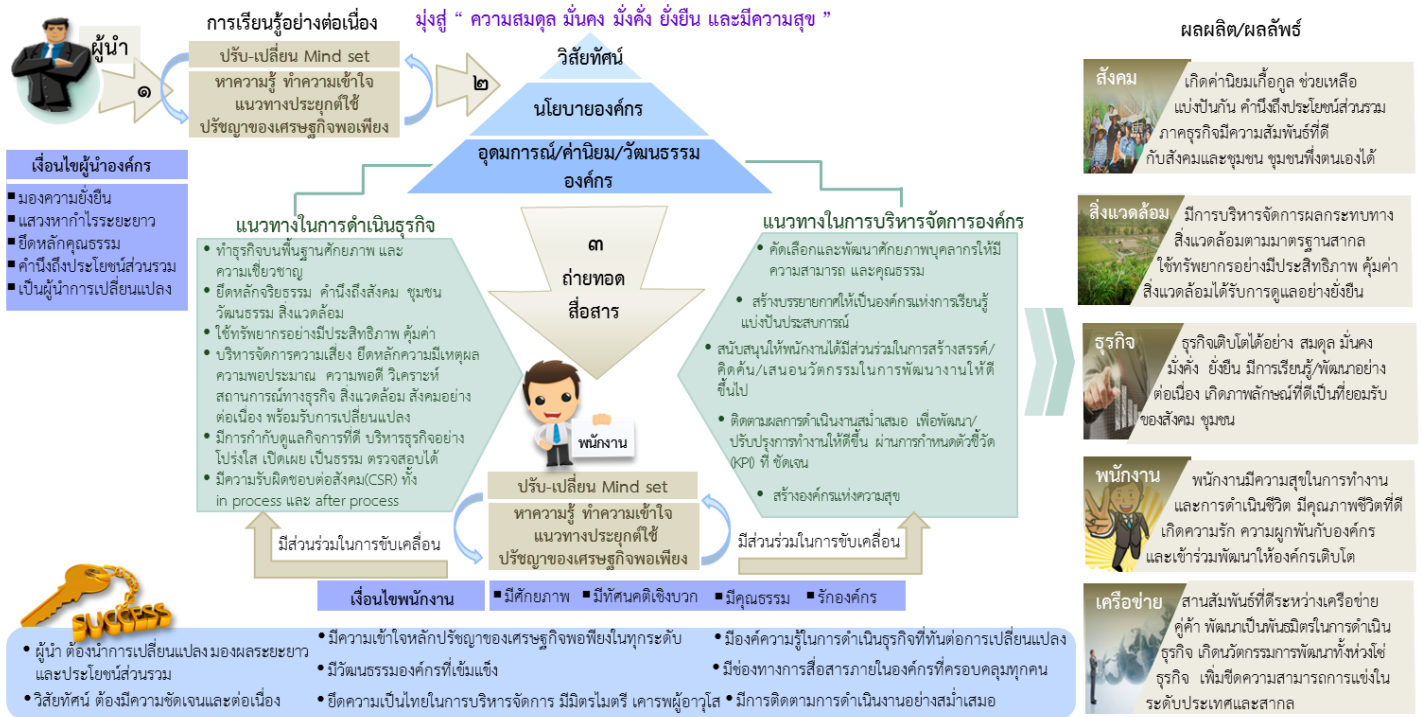 ผู้นำ
๑
การเรียนรู้อย่างต่อเนื่อง
ปรับ-เปลี่ยน Mind set
หาความรู้ ทำความเข้าใจ
แนวทางประยุกต์ใช้
ปรัชญาของเศรษฐกิจพอเพียง
๒
มุ่งสู่ “ ความสมดุล มั่นคง มั่งคั่ง ยั่งยืน และมีความสุข ”
วิสัยทัศน์
นโยบายองค์กร
อุดมการณ์/ค่านิยม/วัฒนธรรม
องค์กร
เงื่อนไขผู้นำองค์กร
▪ มองความยั่งยืน
▪ แสวงหากำไรระยะยาว
▪ ยึดหลักคุณธรรม
▪ คำนึงถึงประโยชน์ส่วนรวม
▪ เป็นผู้นำการเปลี่ยนแปลง
แนวทางในการดำเนินธุรกิจ
• ทำธุรกิจบนพื้นฐานศักยภาพ และ
ความเชี่ยวชาญ
• ยึดหลักจริยธรรม คำนึงถึงสังคม ชุมชน
วัฒนธรรม สิ่งแวดล้อม
• ใช้ทรัพยากรอย่างมีประสิทธิภาพ คุ้มค่า
• บริหารจัดการความเสี่ยง ยึดหลักความมีเหตุผล
ความพอประมาณ ความพอดี วิเคราะห์
สถานการณ์ทางธุรกิจ สิ่งแวดล้อม สังคมอย่าง
ต่อเนื่อง พร้อมรับการเปลี่ยนแปลง
• มีการกำกับดูแลกิจการที่ดี บริหารธุรกิจอย่าง
โปร่งใส เปิดเผย เป็นธรรม ตรวจสอบได้
• มีความรับผิดชอบต่อสังคม(CSR) ทั้ง
in process และ after process
๓
ถ่ายทอด
สื่อสาร
พนักงาน
แนวทางในการบริหารจัดการองค์กร
• คัดเลือกและพัฒนาศักยภาพบุคลากรให้มี
ความสามารถ และคุณธรรม
• สร้างบรรยากาศให้เป็นองค์กรแห่งการเรียนรู้
แบ่งปันประสบการณ์
• สนับสนุนให้พนักงานได้มีส่วนร่วมในการสร้างสรรค์/
คิดค้น/เสนอนวัตกรรมในการพัฒนางานให้ดี
ขึ้นไป
• ติดตามผลการดำเนินงานสม่ำเสมอ เพื่อพัฒนา/
ปรับปรุงการทำงานให้ดีขึ้น ผ่านการกำหนดตัวชี้วัด
(KPI) ที่ ชัดเจน
• สร้างองค์กรแห่งความสุข
ปรับ-เปลี่ยน Mind set
หาความรู้ ทำความเข้าใจ
แนวทางประยุกต์ใช้
ปรัชญาของเศรษฐกิจพอเพียง
มีส่วนร่วมในการขับเคลื่อน
มีส่วนร่วมในการขับเคลื่อน
เงื่อนไขพนักงาน
▪ มีศักยภาพ ▪ มีทัศนคติเชิงบวก ▪ มีคุณธรรม ▪ รักองค์กร
SUCCESS
• ผู้นำ ต้องนำการเปลี่ยนแปลง มองผลระยะยาว
และประโยชน์ส่วนรวม
• วิสัยทัศน์ ต้องมีความชัดเจนและต่อเนื่อง
• มีความเข้าใจหลักปรัชญาของเศรษฐกิจพอพียงในทุกระดับ
• มีวัฒนธรรมองค์กรที่เข้มแข็ง
• ยึดความเป็นไทยในการบริหารจัดการ มีมิตรไมตรี เคารพผู้อาวุโส
• มีองค์ความรู้ในการดำเนินธุรกิจที่ทันต่อการเปลี่ยนแปลง
• มีช่องทางการสื่อสารภายในองค์กรที่ครอบคลุมทุกคน
• มีการติดตามการดำเนินงานอย่างสม่ำเสมอ
ผลผลิต/ผลลัพธ์
สังคม
เกิดค่านิยมเกื้อกูล ช่วยเหลือ
แบ่งปันกัน คำนึงถึงประโยชน์ส่วนรวม
ภาคธุรกิจมีความสัมพันธ์ที่ดี
กับสังคมและชุมชน ชุมชนพึ่งตนเองได้
สิ่งแวดล้อม
มีการบริหารจัดการผลกระทบทาง
สิ่งแวดล้อมตามมาตรฐานสากล
ใช้ทรัพยากรอย่างมีประสิทธิภาพ คุ้มค่า
สิ่งแวดล้อมได้รับการดูแลอย่างยั่งยืน
ธุรกิจ
ธุรกิจเติบโตได้อย่าง สมดุล มั่นคง
มั่งคั่ง ยั่งยืน มีการเรียนรู้/พัฒนาอย่าง
ต่อเนื่อง เกิดภาพลักษณ์ที่ดีเป็นที่ยอมรับ
ของสังคม ชุมชน
พนักงาน
พนักงานมีความสุขในการทำงาน
และการดำเนินชีวิต มีคุณภาพชีวิตที่ดี
เกิดความรัก ความผูกพันกับองค์กร
และเข้าร่วมพัฒนาให้องค์กรเติบโต
เครือข่าย
สานสัมพันธ์ที่ดีระหว่างเครือข่าย
คู่ค้า พัฒนาเป็นพันธมิตรในการดำเนิน
ธุรกิจ เกิดนวัตกรรมการพัฒนาทั้งห่วงโซ่
ธุรกิจ เพิ่มขีดความสามารถการแข่งใน
ระดับประเทศและสากล